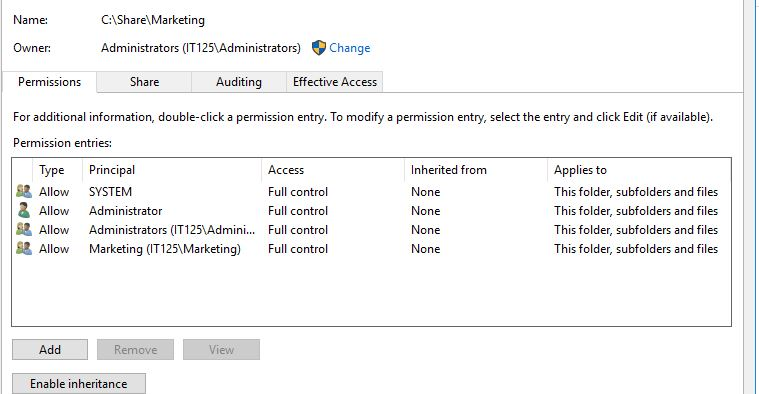 Name: C:\Share\Marketing
Owner: Administrators (IT125\Administrators) Change
Permissions Share Auditing Effective Access
For additional information, double-click a permission entry. To modify a permission entry, select the entry and click Edit (if available).
Permission entries:
Type Principal Access Inherited from Applies to
Allow SYSTEM Full control None This folder, subfolders and files
Allow Administrator Full control None This folder, subfolders and files
Allow Administrators (IT125\Admini... Full control None This folder, subfolders and files
Allow Marketing (IT125\Marketing) Full control None This folder, subfolders and files
Add Remove View
Enable inheritance